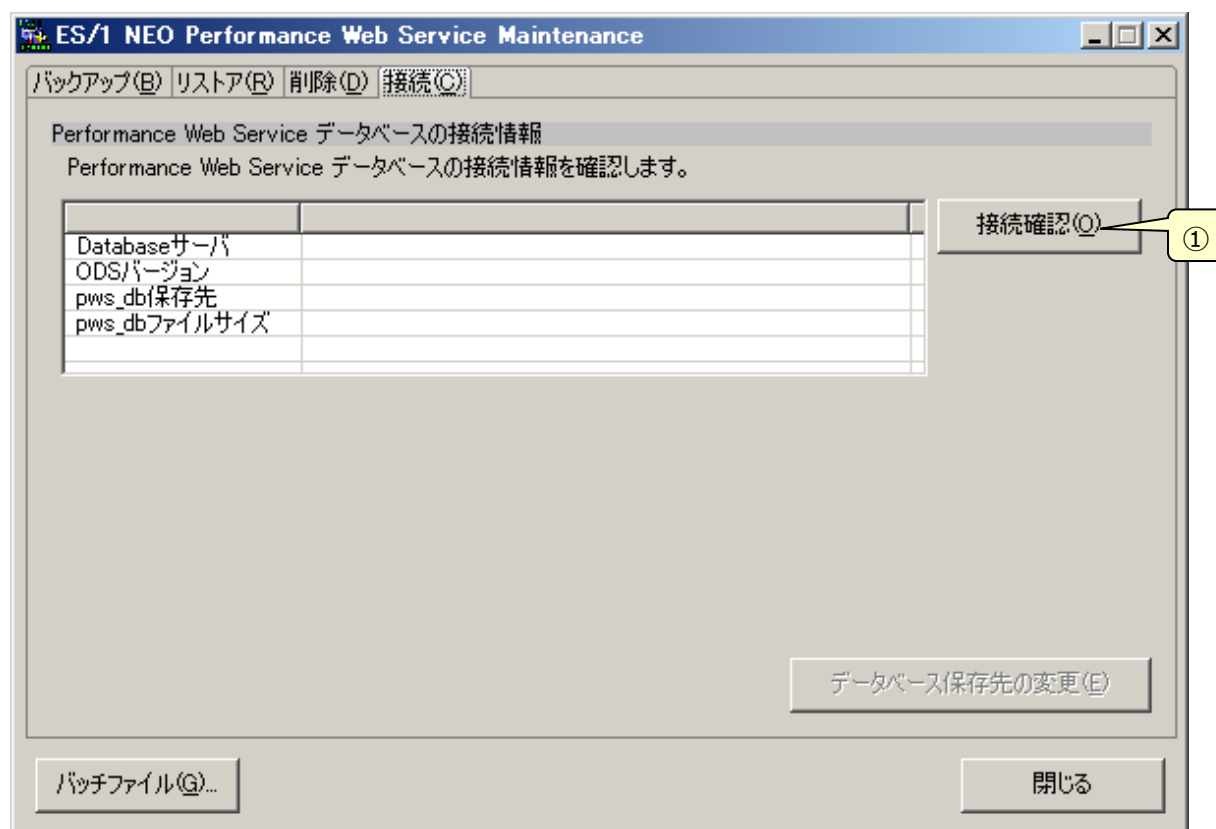 ES/1 NEO Performance Web Service Maintenance
バックアップ(B) リストア(R) 削除(D) 接続(C)
Performance Web Service データベースの接続情報
Performance Web Service データベースの接続情報を確認します。
接続確認(O)
①
Databaseサーバ
ODSバージョン
pws_db保存先
pws_dbファイルサイズ
データベース保存先の変更(E)
バッチファイル(G)...
閉じる